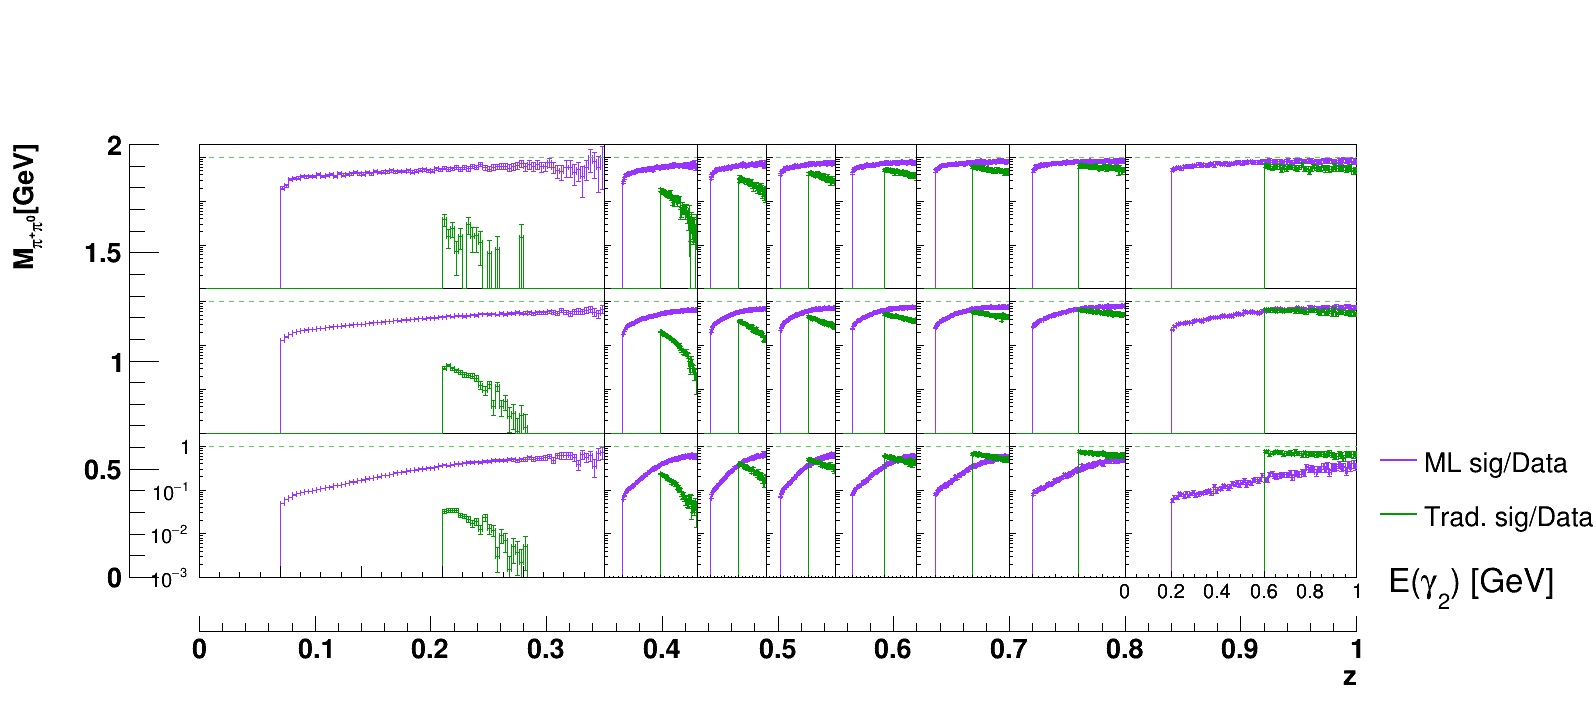 M_{π⁺π⁰}[GeV]
2
1.5
1
0.5
0
1
10⁻¹
10⁻²
10⁻³
ML sig/Data
Trad. sig/Data
0 0.2 0.4 0.6 0.8 1
E(γ₂) [GeV]
0 0.1 0.2 0.3 0.4 0.5 0.6 0.7 0.8 0.9 1
z